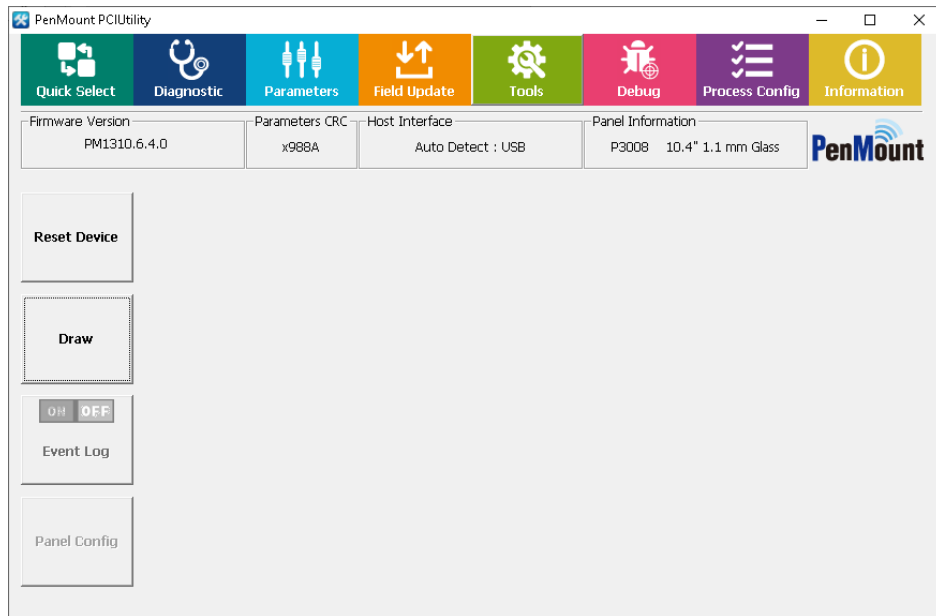 PenMount PCIUtility
Quick Select
Diagnostic
Parameters
Field Update
Tools
Debug
Process Config
Information
Firmware Version
PM1310.6.4.0
Parameters CRC
x988A
Host Interface
Auto Detect : USB
Panel Information
P3008 10.4" 1.1 mm Glass
PenMount
Reset Device
Draw
ON OFF
Event Log
Panel Config